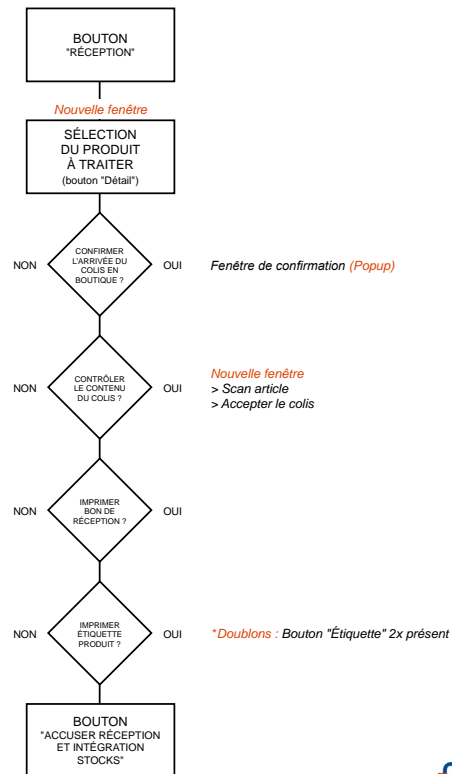 BOUTON
"RÉCEPTION"
Nouvelle fenêtre
SÉLECTION
DU PRODUIT
À TRAITER
(bouton "Détail")
CONFIRMER
L'ARRIVÉE DU
COLIS EN
BOUTIQUE ?
NON
OUI
Fenêtre de confirmation (Popup)
CONTRÔLER
LE CONTENU
DU COLIS ?
NON
OUI
Nouvelle fenêtre
> Scan article
> Accepter le colis
IMPRIMER
BON DE
RÉCEPTION ?
NON
OUI
IMPRIMER
ÉTIQUETTE
PRODUIT ?
NON
OUI
*Doublons : Bouton "Étiquette" 2x présent
BOUTON
"ACCUSER RÉCEPTION
ET INTÉGRATION
STOCKS"